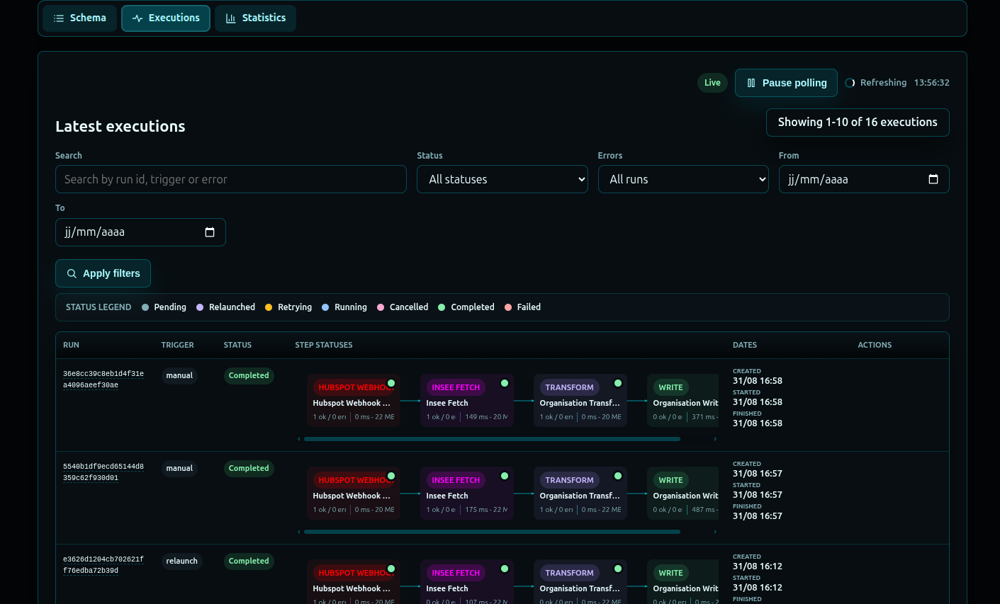 Schema Executions Statistics
Live Pause polling Refreshing 13:56:32
Latest executions Showing 1-10 of 16 executions
Search Status Errors From
Search by run id, trigger or error All statuses All runs jj/mm/aaaa
To
jj/mm/aaaa
Apply filters
STATUS LEGEND Pending Relaunched Retrying Running Cancelled Completed Failed
RUN TRIGGER STATUS STEP STATUSES DATES ACTIONS
36e8cc39c8eb1d4f31e
a4096aeef30ae
manual
Completed
HUBSPOT WEBHOO
Hubspot Webhook ...
1 ok / 0 err 0 ms - 22 ME
INSEE FETCH
Insee Fetch
1 ok / 0 e 149 ms - 20 M
TRANSFORM
Organisation Transf...
1 ok / 0 err 0 ms - 20 ME
WRITE
Organisation Writ
0 ok / 0 e 371 ms -
CREATED
31/08 16:58
STARTED
31/08 16:58
FINISHED
31/08 16:58
5540b1df9ecd65144d8
359c62f930d01
manual
Completed
HUBSPOT WEBHOO
Hubspot Webhook ...
1 ok / 0 err 0 ms - 20 ME
INSEE FETCH
Insee Fetch
1 ok / 0 e 175 ms - 22 M
TRANSFORM
Organisation Transf...
1 ok / 0 err 0 ms - 22 ME
WRITE
Organisation Writ
0 ok / 0 e 487 ms -
CREATED
31/08 16:57
STARTED
31/08 16:57
FINISHED
31/08 16:57
e3626d1204cb702621f
f76edba72b39d
relaunch
Completed
HUBSPOT WEBHOO
Hubspot Webhook ...
1 ok / 0 err 0 ms - 20 ME
INSEE FETCH
Insee Fetch
0 ok / 0 e 107 ms - 22 M
TRANSFORM
Organisation Transf...
0 ok / 0 err 0 ms - 22 ME
WRITE
Organisation Writ
0 ok / 0 err 0 ms - 2
CREATED
31/08 16:12
STARTED
31/08 16:12
FINISHED